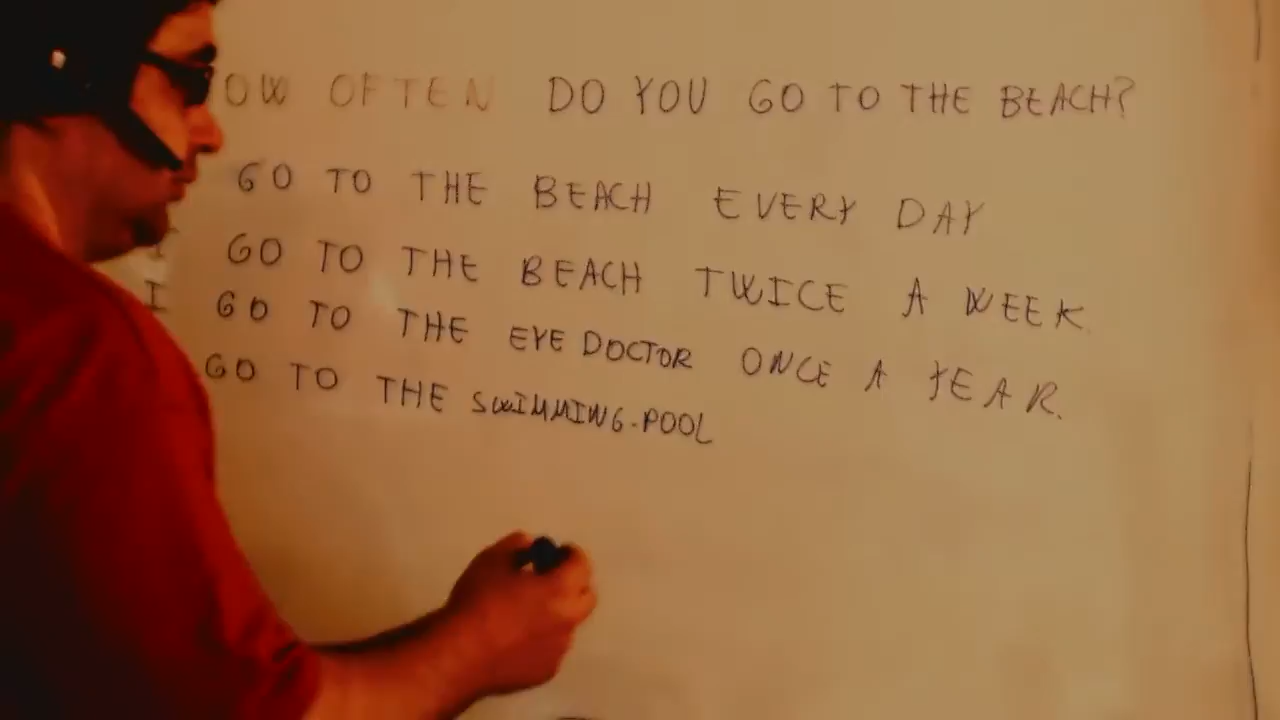 OW OFTEN DO YOU GO TO THE BEACH?
GO TO THE BEACH EVERY DAY
I GO TO THE BEACH TWICE A WEEK
I GO TO THE EYE DOCTOR ONCE A YEAR.
GO TO THE SWIMMING-POOL